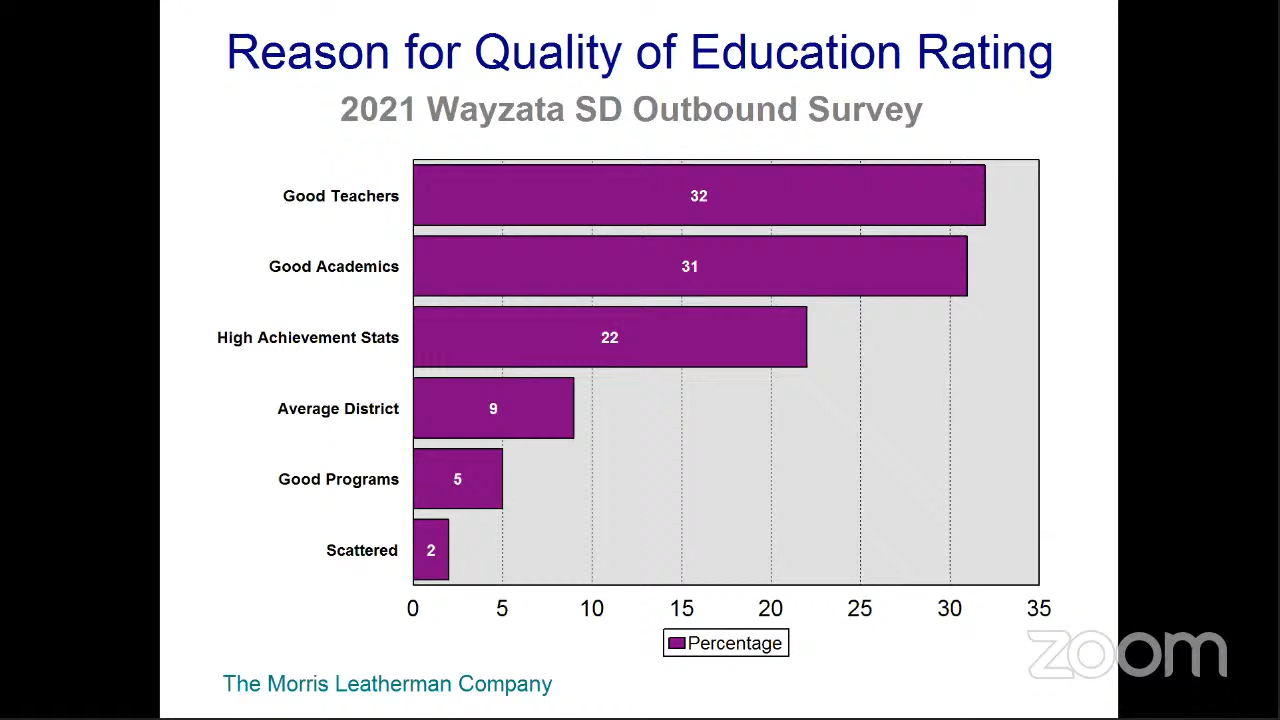 Reason for Quality of Education Rating
2021 Wayzata SD Outbound Survey
Good Teachers 32
Good Academics 31
High Achievement Stats 22
Average District 9
Good Programs 5
Scattered 2
0 5 10 15 20 25 30 35
Percentage
zoom
The Morris Leatherman Company